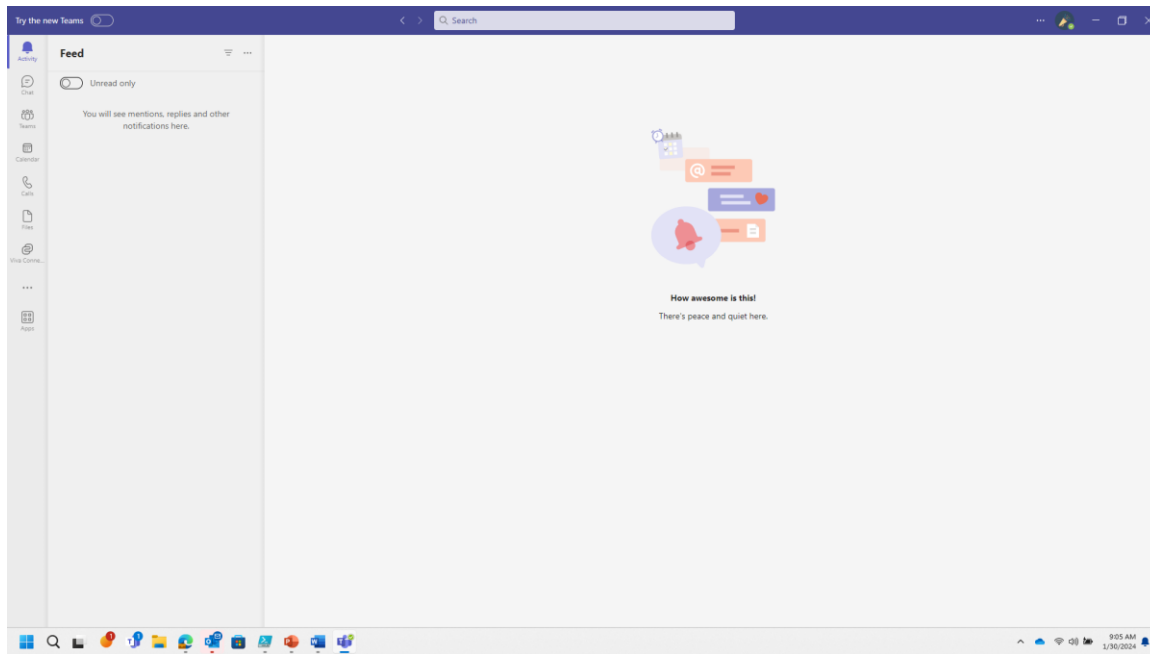 Try the new Teams
Search
Activity
Chat
Teams
Calendar
Calls
Files
Viva Conne...
Apps
Feed
Unread only
You will see mentions, replies and other
notifications here.
How awesome is this!
There's peace and quiet here.
9:05 AM
1/30/2024